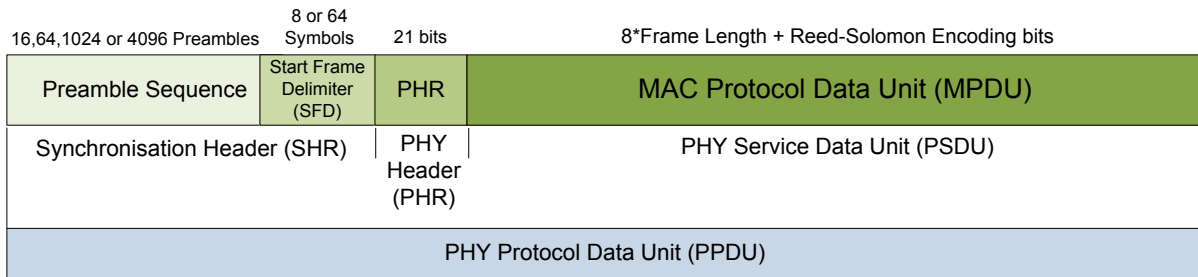 8 or 64
Symbols
16,64,1024 or 4096 Preambles
21 bits
8*Frame Length + Reed-Solomon Encoding bits
Preamble Sequence
Start Frame
Delimiter
(SFD)
PHR
MAC Protocol Data Unit (MPDU)
Synchronisation Header (SHR)
PHY
Header
(PHR)
PHY Service Data Unit (PSDU)
PHY Protocol Data Unit (PPDU)